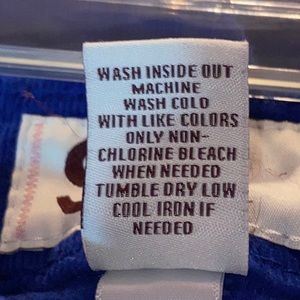 WASH INSIDE OUT
MACHINE
WASH COLD
WITH LIKE COLORS
ONLY NON-
CHLORINE BLEACH
WHEN NEEDED
TUMBLE DRY LOW
COOL IRON IF
NEEDED